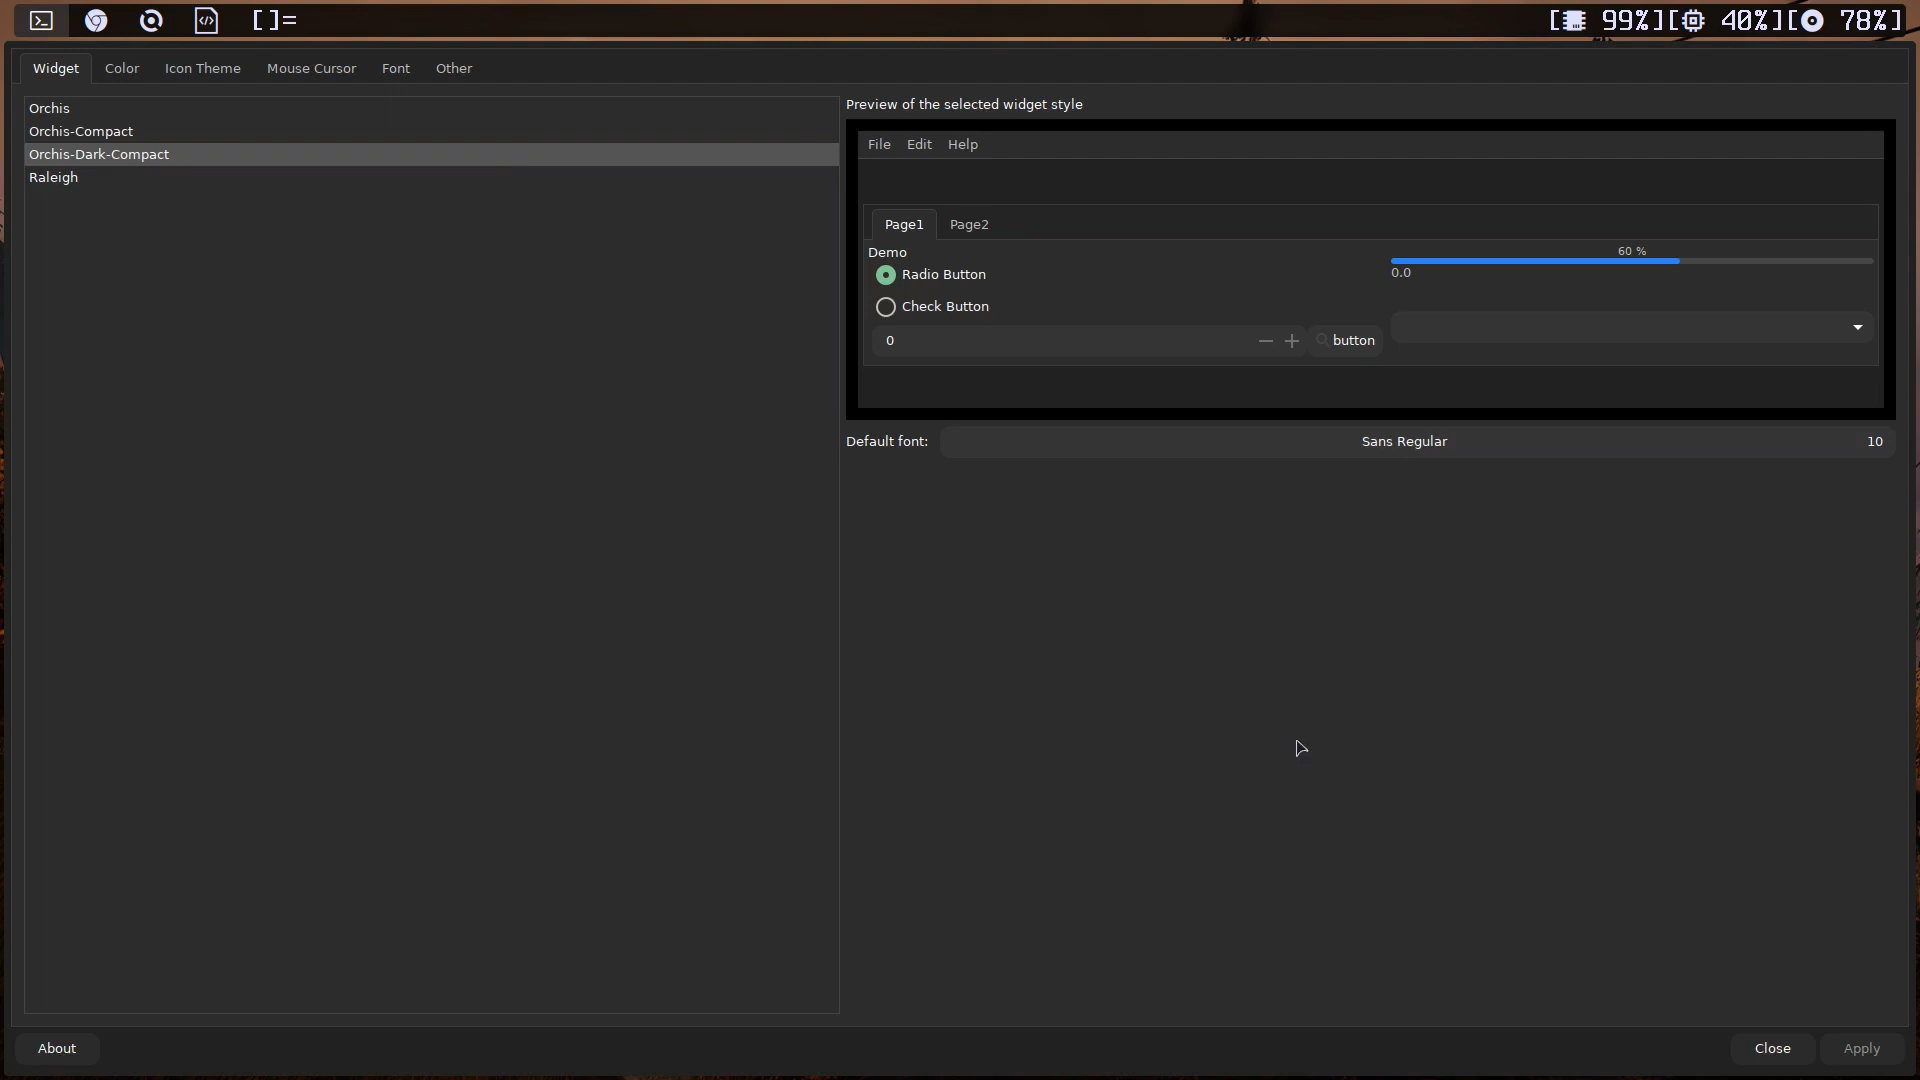 []= [ 99%][ 40%][ 78%]
Widget Color Icon Theme Mouse Cursor Font Other
Orchis
Orchis-Compact
Orchis-Dark-Compact
Raleigh
Preview of the selected widget style
File Edit Help
Page1 Page2
Demo
Radio Button
Check Button
0 button
60 %
0.0
Default font: Sans Regular 10
About Close Apply